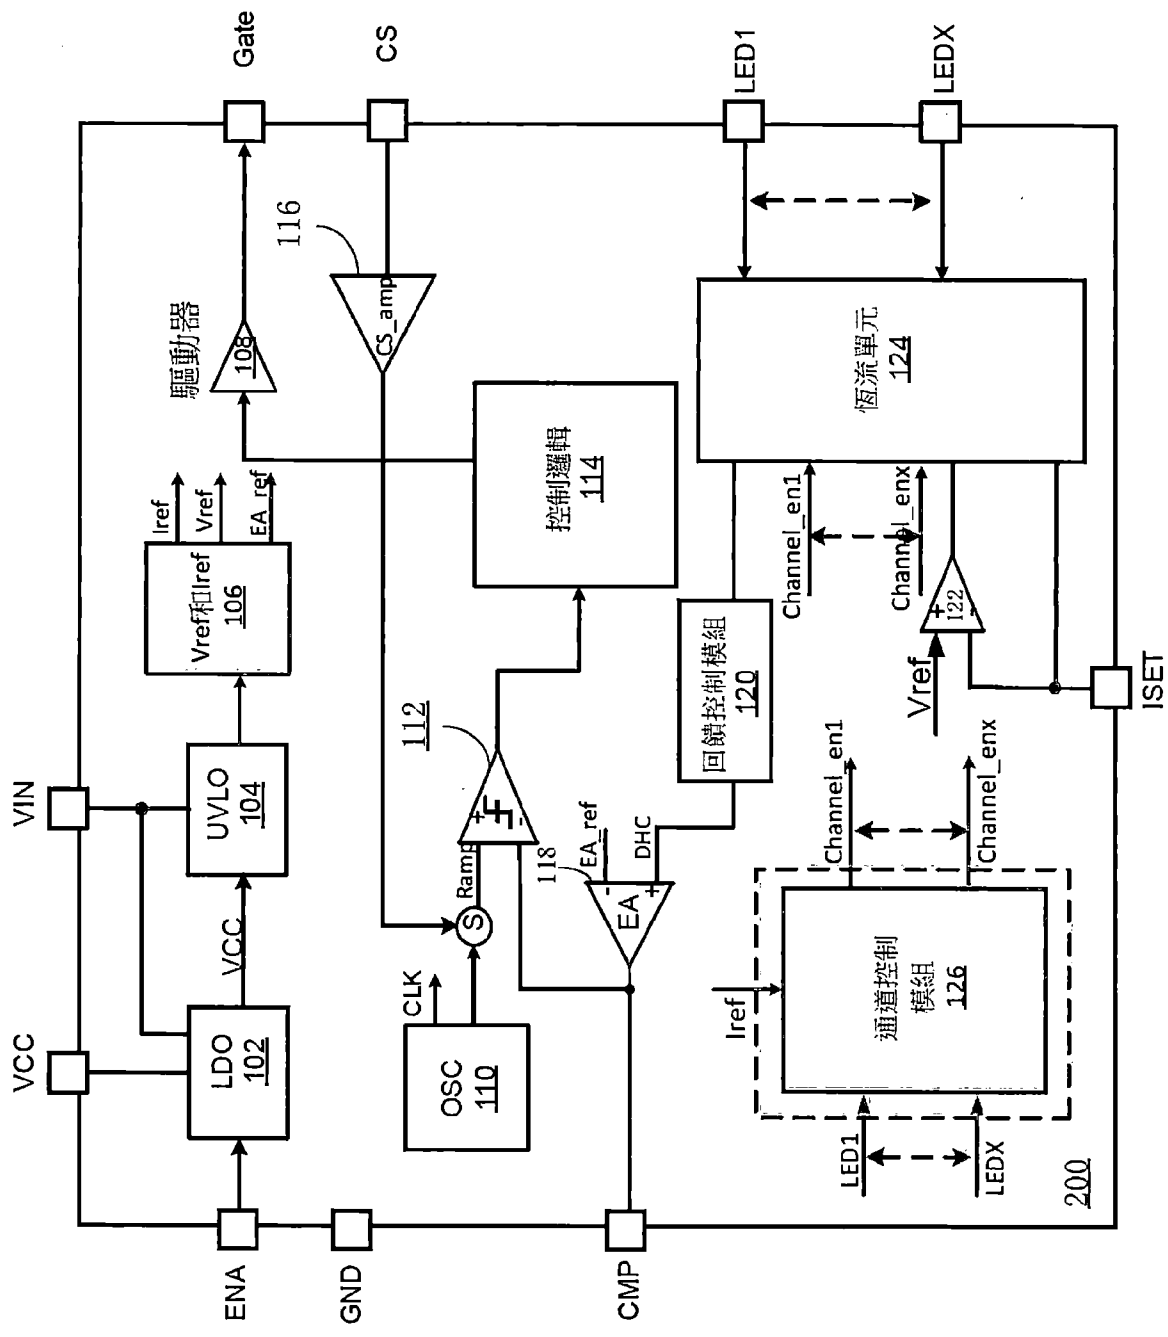 VCC
VIN
ENA
GND
CMP
Gate
CS
LED1
LEDX
ISET
LDO
102
VCC
UVLO
104
Vref和Iref
106
Iref
Vref
EA_ref
驅動器
108
116
CS_amp
OSC
110
CLK
S
Ramp
112
+
-
控制邏輯
114
118
EA
-
+
EA_ref
DHC
回饋控制模組
120
恆流單元
124
Channel_en1
Channel_enx
Vref
+
-
122
Iref
通道控制
模組
126
LED1
LEDX
Channel_en1
Channel_enx
200